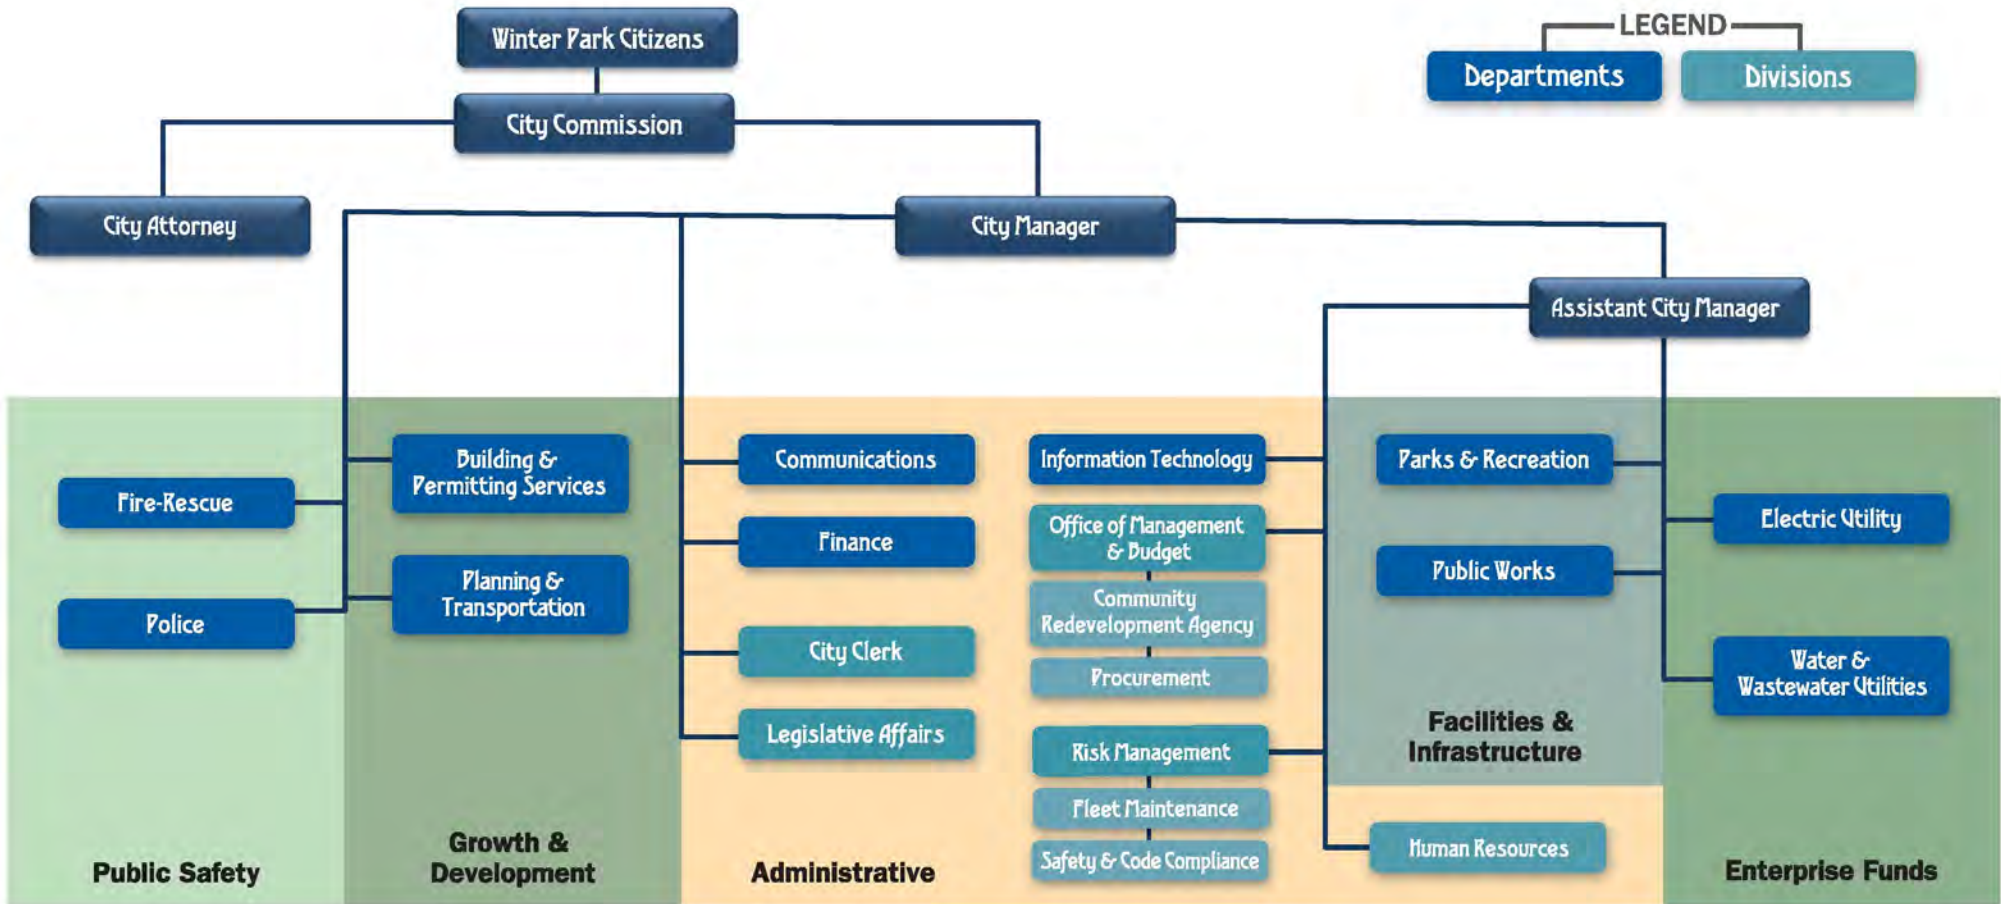 Winter Park Citizens
LEGEND
Departments
Divisions
City Commission
City Attorney
City Manager
Assistant City Manager
Fire-Rescue
Police
Public Safety
Building &
Permitting Services
Planning &
Transportation
Growth &
Development
Communications
Finance
City Clerk
Legislative Affairs
Administrative
Information Technology
Office of Management
& Budget
Community
Redevelopment Agency
Procurement
Risk Management
Fleet Maintenance
Safety & Code Compliance
Parks & Recreation
Public Works
Facilities &
Infrastructure
Human Resources
Electric Utility
Water &
Wastewater Utilities
Enterprise Funds